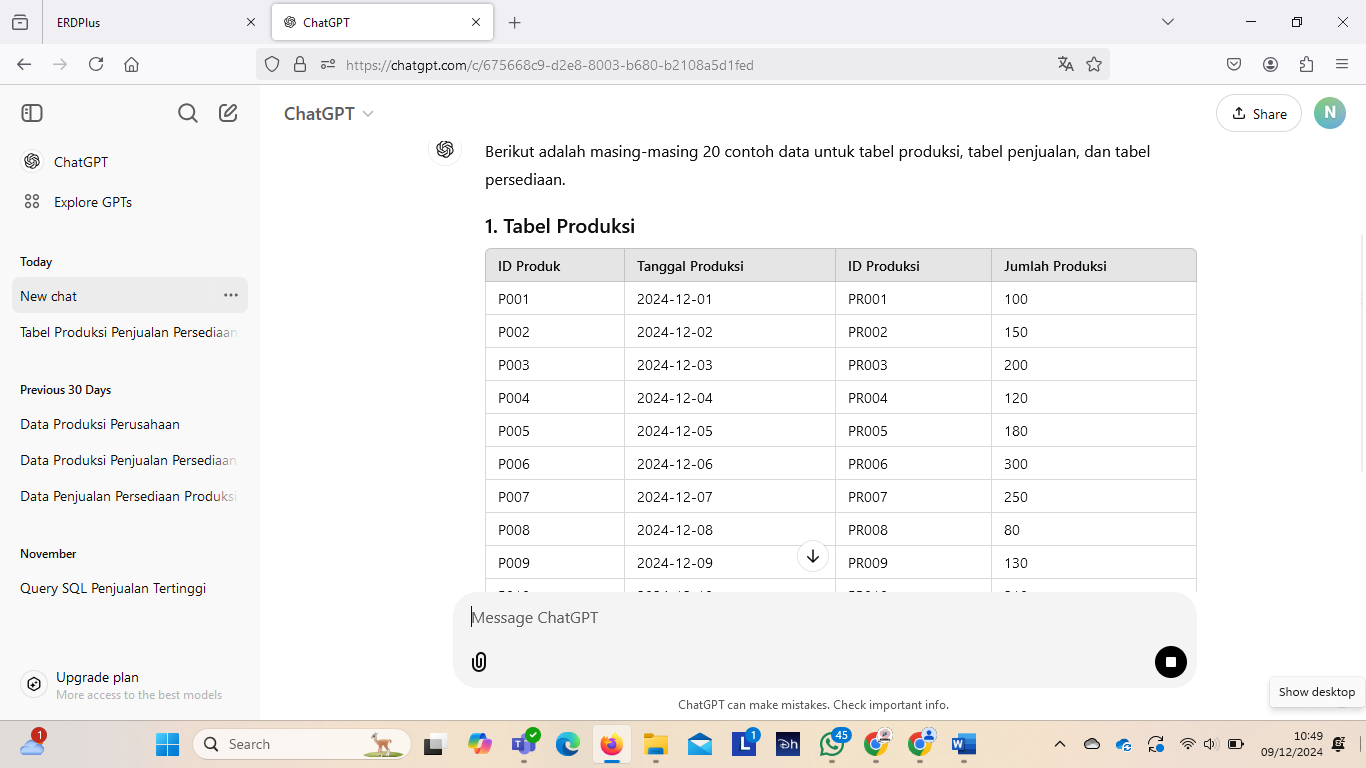 ERDPlus
ChatGPT
https://chatgpt.com/c/675668c9-d2e8-8003-b680-b2108a5d1fed
ChatGPT
Share
N
ChatGPT
Explore GPTs
Today
New chat
Tabel Produksi Penjualan Persediaan
Previous 30 Days
Data Produksi Perusahaan
Data Produksi Penjualan Persediaan
Data Penjualan Persediaan Produksi
November
Query SQL Penjualan Tertinggi
Upgrade plan
More access to the best models
Berikut adalah masing-masing 20 contoh data untuk tabel produksi, tabel penjualan, dan tabel
persediaan.
1. Tabel Produksi
ID Produk Tanggal Produksi ID Produksi Jumlah Produksi
P001 2024-12-01 PR001 100
P002 2024-12-02 PR002 150
P003 2024-12-03 PR003 200
P004 2024-12-04 PR004 120
P005 2024-12-05 PR005 180
P006 2024-12-06 PR006 300
P007 2024-12-07 PR007 250
P008 2024-12-08 PR008 80
P009 2024-12-09 PR009 130
Message ChatGPT
ChatGPT can make mistakes. Check important info.
Show desktop
1
Search
L
1
Dh
45
W
10:49
09/12/2024